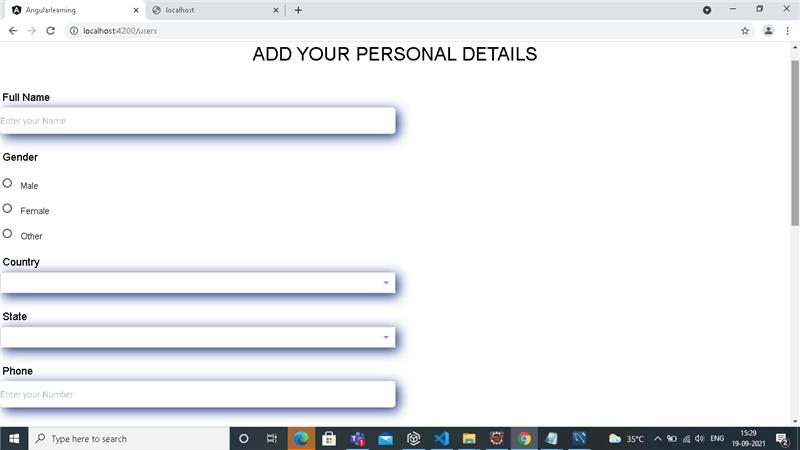 Angularlearning
localhost
localhost:4200/users
ADD YOUR PERSONAL DETAILS
Full Name
Enter your Name
Gender
Male
Female
Other
Country
State
Phone
Enter your Number
Type here to search
35°C
ENG
15:29
19-09-2021
2